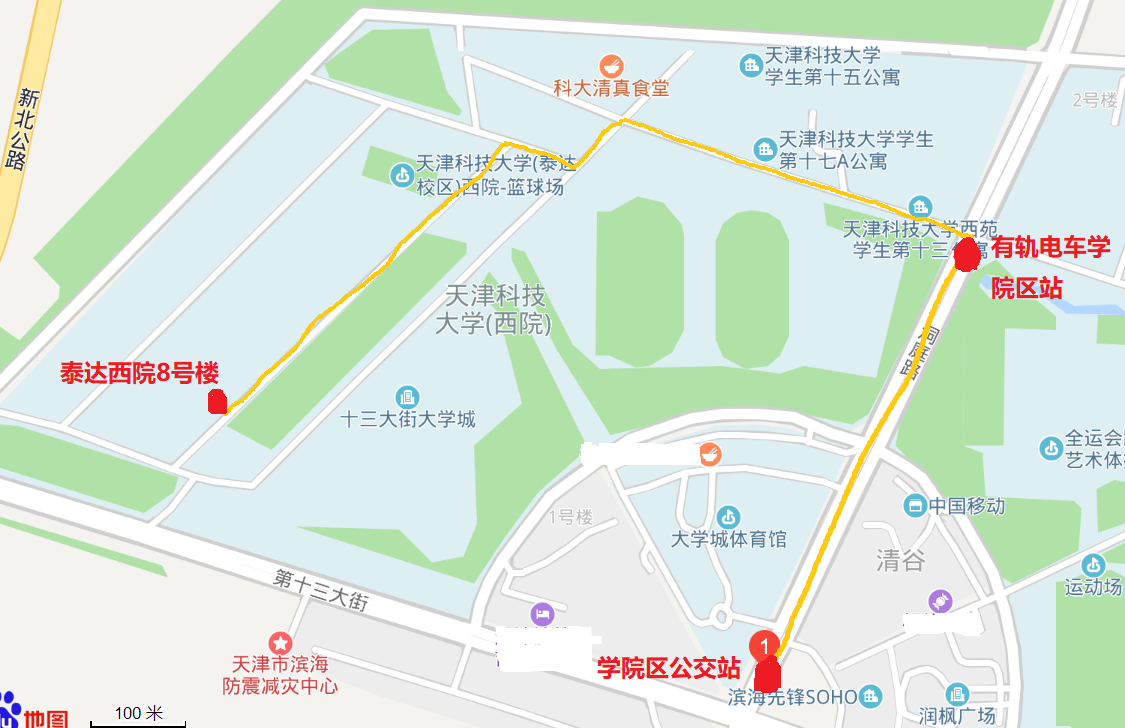 新北公路
科大清真食堂
天津科技大学
学生第十五公寓
2号楼
天津科技大学学生
第十七A公寓
天津科技大学(泰达
校区)西院-篮球场
天津科技大学西苑
学生第十三公寓
有轨电车学
院区站
天津科技
大学(西院)
泰达西院8号楼
十三大街大学城
全运会
艺术体
中国移动
1号楼
大学城体育馆
清谷
运动场
第十三大街
天津市滨海
防震减灾中心
1
学院区公交站
滨海先锋SOHO
润枫广场
地图
100 米